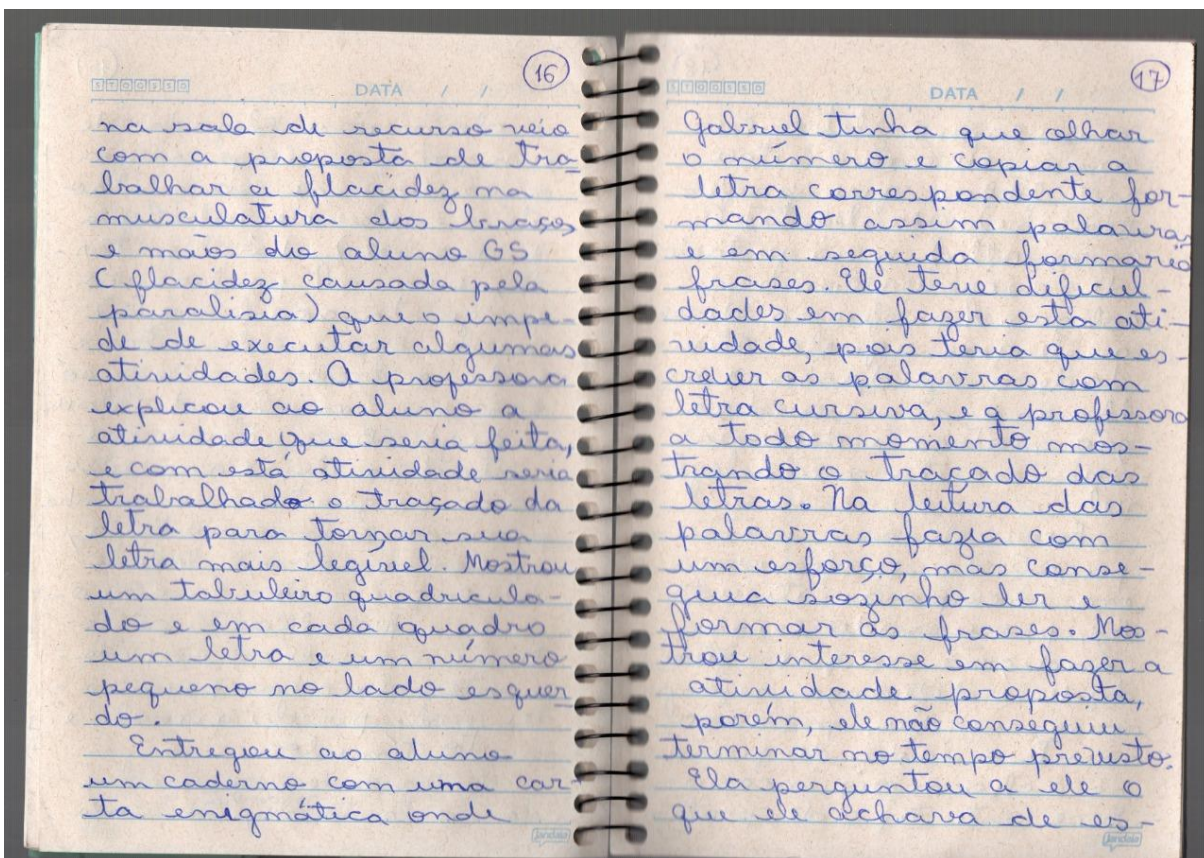 16
STQQSSD
DATA / /
na sala de recurso veio
com a proposta de tra-
balhar a flacidez na
musculatura dos braços
e mãos do aluno GS
(flacidez causada pela
paralisia) que o impe-
de de executar algumas
atividades. A professora
explicou ao aluno a
atividade que seria feita,
e com está atividade seria
trabalhado o traçado da
letra para tornar sua
letra mais legível. Mostrou
um tabuleiro quadricula-
do e em cada quadro
um letra e um número
pequeno no lado esquer-
do.
Entregou ao aluno
um caderno com uma car-
ta enigmática onde
jandaia
17
STQQSSD
DATA / /
Gabriel tinha que olhar
o número e copiar a
letra correspondente for-
mando assim palavras
e em seguida formaria
frases. Ele teve dificul-
dades em fazer esta ati-
vidade, pois teria que es-
crever as palavras com
letra cursiva, e a professora
a todo momento mos-
trando o traçado das
letras. Na leitura das
palavras fazia com
um esforço, mas conse-
guia sozinho ler e
formar as frases. Mos-
trou interesse em fazer a
atividade proposta,
porém, ele não conseguiu
terminar no tempo previsto.
Ela perguntou a ele o
que ele achava de es-
jandaia